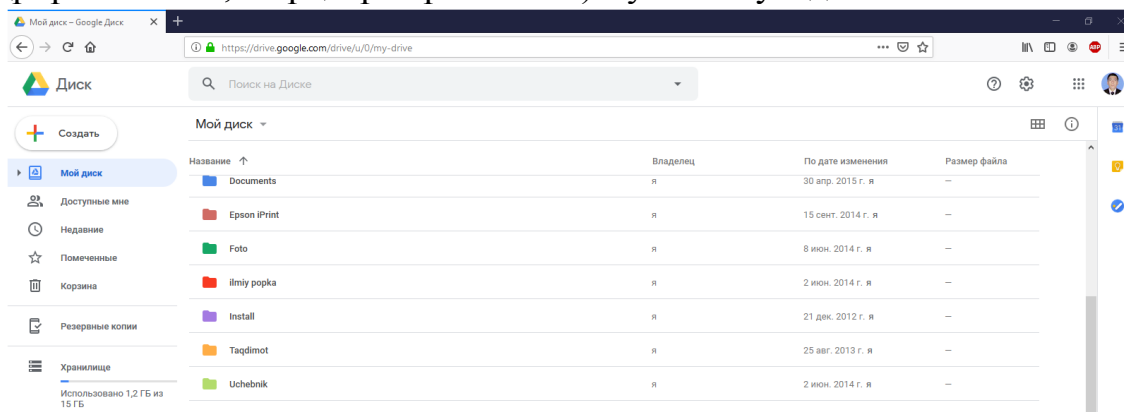 Мой диск – Google Диск
https://drive.google.com/drive/u/0/my-drive
ABP
Диск
Поиск на Диске
Создать
Мой диск
Название Владелец По дате изменения Размер файла
Мой диск
Доступные мне
Недавние
Помеченные
Корзина
Резервные копии
Хранилище
Использовано 1,2 ГБ из
15 ГБ
Documents я 30 апр. 2015 г. я –
Epson iPrint я 15 сент. 2014 г. я –
Foto я 8 июн. 2014 г. я –
ilmiy popka я 2 июн. 2014 г. я –
Install я 21 дек. 2012 г. я –
Taqdimot я 25 авг. 2013 г. я –
Uchebnik я 2 июн. 2014 г. я –
31